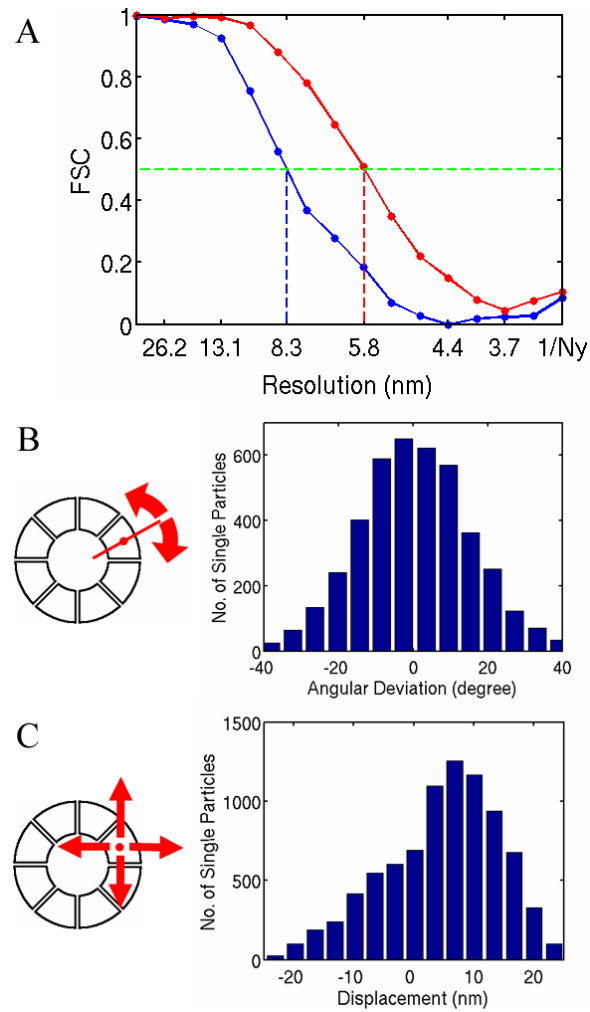 A
1
0.8
0.6
0.4
0.2
0
FSC
26.2 13.1 8.3 5.8 4.4 3.7 1/Ny
Resolution (nm)
B
600
400
200
0
No. of Single Particles
-40 -20 0 20 40
Angular Deviation (degree)
C
1500
1000
500
0
No. of Single Particles
-20 -10 0 10 20
Displacement (nm)